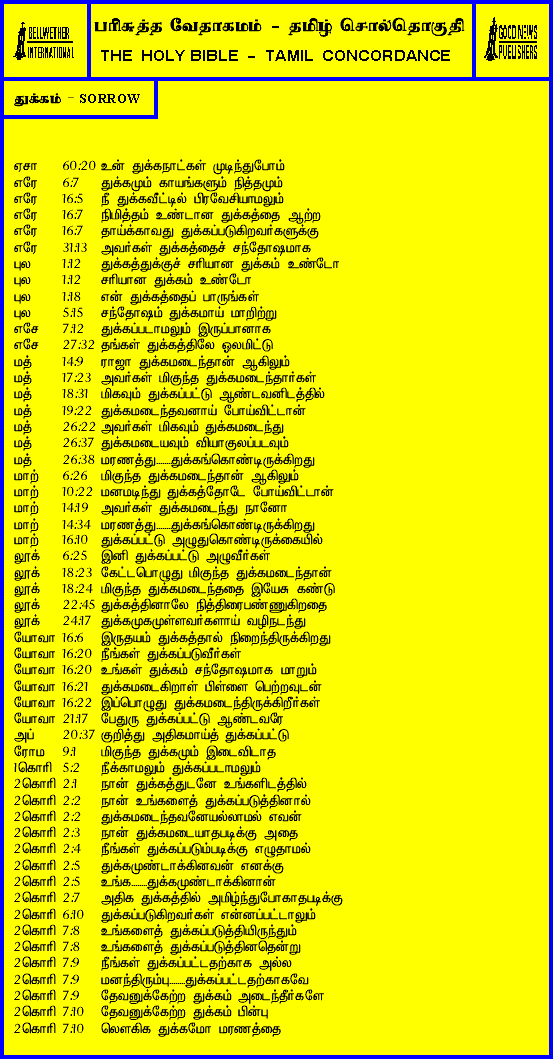 BELLWETHER
INTERNATIONAL
பரிசுத்த வேதாகமம் - தமிழ் சொல்தொகுதி
THE HOLY BIBLE - TAMIL CONCORDANCE
GOOD NEWS
PUBLISHERS
துக்கம் - SORROW
ஏசா 60:20 உன் துக்கநாட்கள் முடிந்துபோம்
எரே 6:7 துக்கமும் காயங்களும் நித்தமும்
எரே 16:5 நீ துக்கவீட்டில் பிரவேசியாமலும்
எரே 16:7 நிமித்தம் உண்டான துக்கத்தை ஆற்ற
எரே 16:7 தாய்க்காவது துக்கப்படுகிறவர்களுக்கு
எரே 31:13 அவர்கள் துக்கத்தைச் சந்தோஷமாக
புல 1:12 துக்கத்துக்குச் சரியான துக்கம் உண்டோ
புல 1:12 சரியான துக்கம் உண்டோ
புல 1:18 என் துக்கத்தைப் பாருங்கள்
புல 5:15 சந்தோஷம் துக்கமாய் மாறிற்று
எசே 7:12 துக்கப்படாமலும் இருப்பானாக
எசே 27:32 தங்கள் துக்கத்திலே ஓலமிட்டு
மத் 14:9 ராஜா துக்கமடைந்தான் ஆகிலும்
மத் 17:23 அவர்கள் மிகுந்த துக்கமடைந்தார்கள்
மத் 18:31 மிகவும் துக்கப்பட்டு ஆண்டவனிடத்தில்
மத் 19:22 துக்கமடைந்தவனாய் போய்விட்டான்
மத் 26:22 அவர்கள் மிகவும் துக்கமடைந்து
மத் 26:37 துக்கமடையவும் வியாகுலப்படவும்
மத் 26:38 மரணத்து.......துக்கங்கொண்டிருக்கிறது
மாற் 6:26 மிகுந்த துக்கமடைந்தான் ஆகிலும்
மாற் 10:22 மனமடிந்து துக்கத்தோடே போய்விட்டான்
மாற் 14:19 அவர்கள் துக்கமடைந்து நானோ
மாற் 14:34 மரணத்து.......துக்கங்கொண்டிருக்கிறது
மாற் 16:10 துக்கப்பட்டு அழுதுகொண்டிருக்கையில்
லூக் 6:25 இனி துக்கப்பட்டு அழுவீர்கள்
லூக் 18:23 கேட்டபொழுது மிகுந்த துக்கமடைந்தான்
லூக் 18:24 மிகுந்த துக்கமடைந்ததை இயேசு கண்டு
லூக் 22:45 துக்கத்தினாலே நித்திரைபண்ணுகிறதை
லூக் 24:17 துக்கமுகமுள்ளவர்களாய் வழிநடந்து
யோவா 16:6 இருதயம் துக்கத்தால் நிறைந்திருக்கிறது
யோவா 16:20 நீங்கள் துக்கப்படுவீர்கள்
யோவா 16:20 உங்கள் துக்கம் சந்தோஷமாக மாறும்
யோவா 16:21 துக்கமடைகிறாள் பிள்ளை பெற்றவுடன்
யோவா 16:22 இப்பொழுது துக்கமடைந்திருக்கிறீர்கள்
யோவா 21:17 பேதுரு துக்கப்பட்டு ஆண்டவரே
அப் 20:37 குறித்து அதிகமாய்த் துக்கப்பட்டு
ரோம 9:1 மிகுந்த துக்கமும் இடைவிடாத
1கொரி 5:2 நீக்காமலும் துக்கப்படாமலும்
2கொரி 2:1 நான் துக்கத்துடனே உங்களிடத்தில்
2கொரி 2:2 நான் உங்களைத் துக்கப்படுத்தினால்
2கொரி 2:2 துக்கமடைந்தவனேயல்லாமல் எவன்
2கொரி 2:3 நான் துக்கமடையாதபடிக்கு அதை
2கொரி 2:4 நீங்கள் துக்கப்படும்படிக்கு எழுதாமல்
2கொரி 2:5 துக்கமுண்டாக்கினவன் எனக்கு
2கொரி 2:5 உங்க.......துக்கமுண்டாக்கினான்
2கொரி 2:7 அதிக துக்கத்தில் அமிழ்ந்துபோகாதபடிக்கு
2கொரி 6:10 துக்கப்படுகிறவர்கள் என்னப்பட்டாலும்
2கொரி 7:8 உங்களைத் துக்கப்படுத்தியிருந்தும்
2கொரி 7:8 உங்களைத் துக்கப்படுத்தினதென்று
2கொரி 7:9 நீங்கள் துக்கப்பட்டதற்காக அல்ல
2கொரி 7:9 மனந்திரும்பு.......துக்கப்பட்டதற்காகவே
2கொரி 7:9 தேவனுக்கேற்ற துக்கம் அடைந்தீர்களே
2கொரி 7:10 தேவனுக்கேற்ற துக்கம் பின்பு
2கொரி 7:10 லௌகிக துக்கமோ மரணத்தை